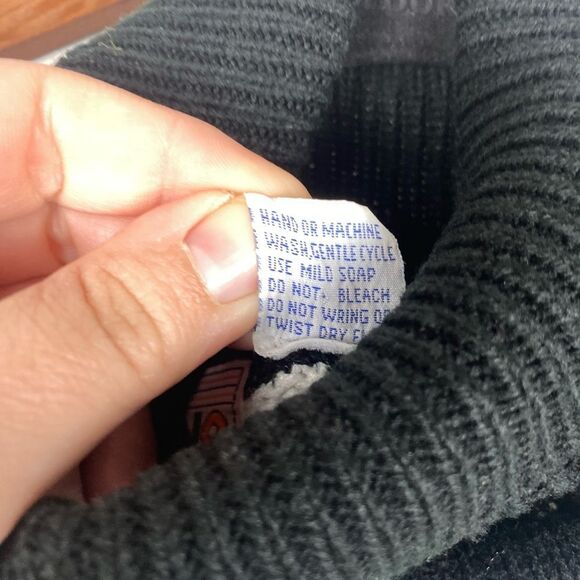 HAND OR MACHINE
WASH,GENTLE CYCLE
USE MILD SOAP
DO NOT. BLEACH
DO NOT WRING OR
TWIST DRY